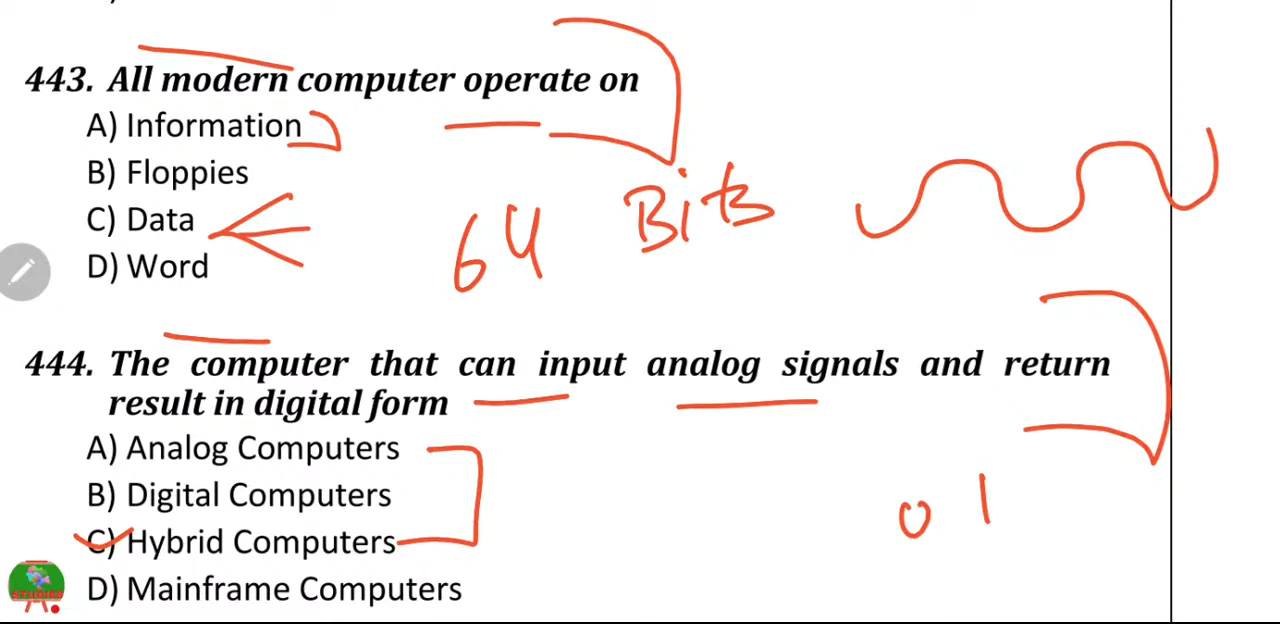 443. All modern computer operate on
A) Information
B) Floppies
C) Data
D) Word
64 Bits
444. The computer that can input analog signals and return
result in digital form
A) Analog Computers
B) Digital Computers
C) Hybrid Computers
D) Mainframe Computers
0 1
STUDIES